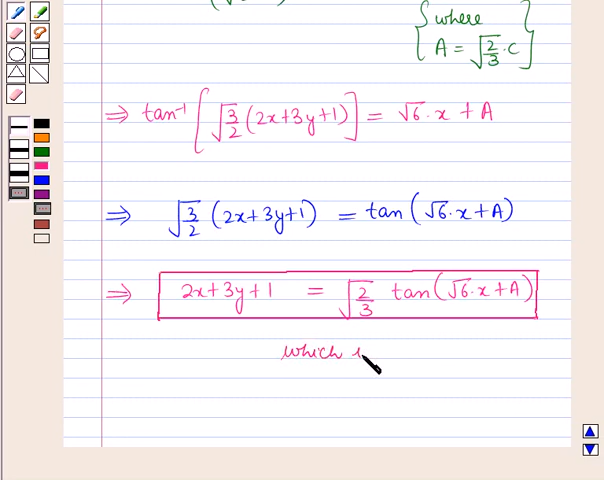 { where
A = √2/3 · C }
⇒ tan⁻¹ [ √3/2 (2x+3y+1) ] = √6 · x + A
⇒ √3/2 (2x+3y+1) = tan(√6 · x + A)
⇒ 2x+3y+1 = √2/3 tan(√6 · x + A)
which